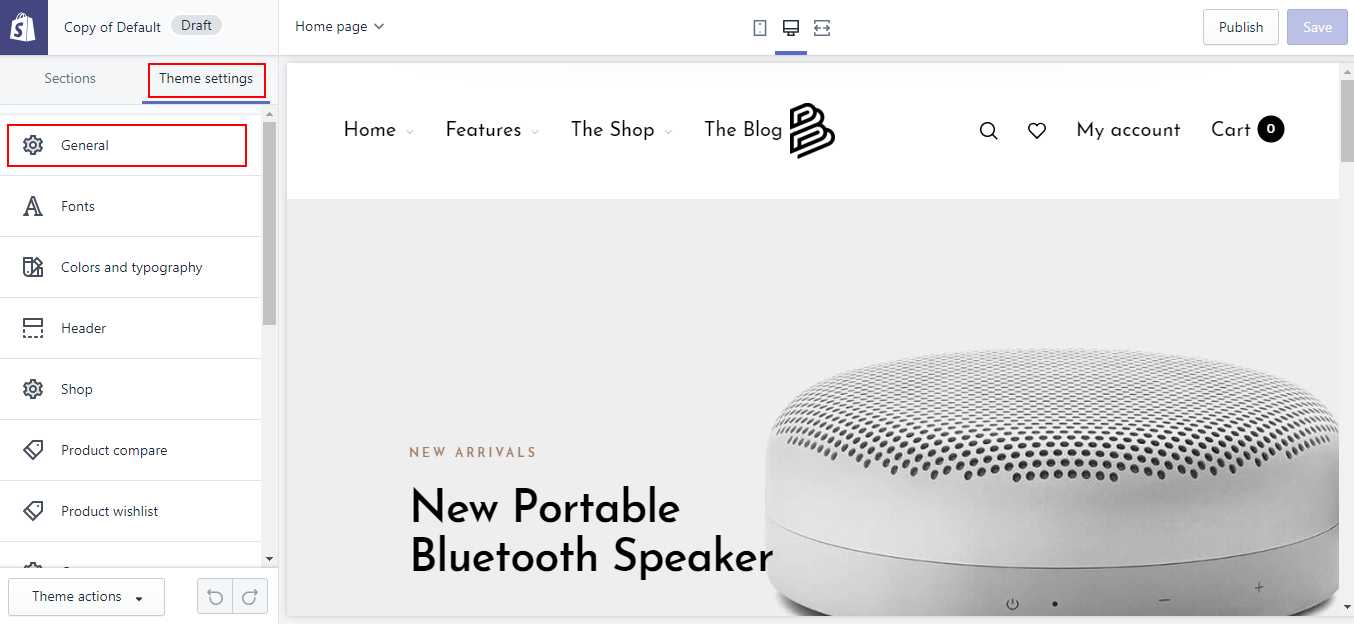 Copy of Default Draft
Home page
Publish
Save
Sections
Theme settings
General
Fonts
Colors and typography
Header
Shop
Product compare
Product wishlist
Theme actions
Home
Features
The Shop
The Blog
My account
Cart 0
NEW ARRIVALS
New Portable
Bluetooth Speaker